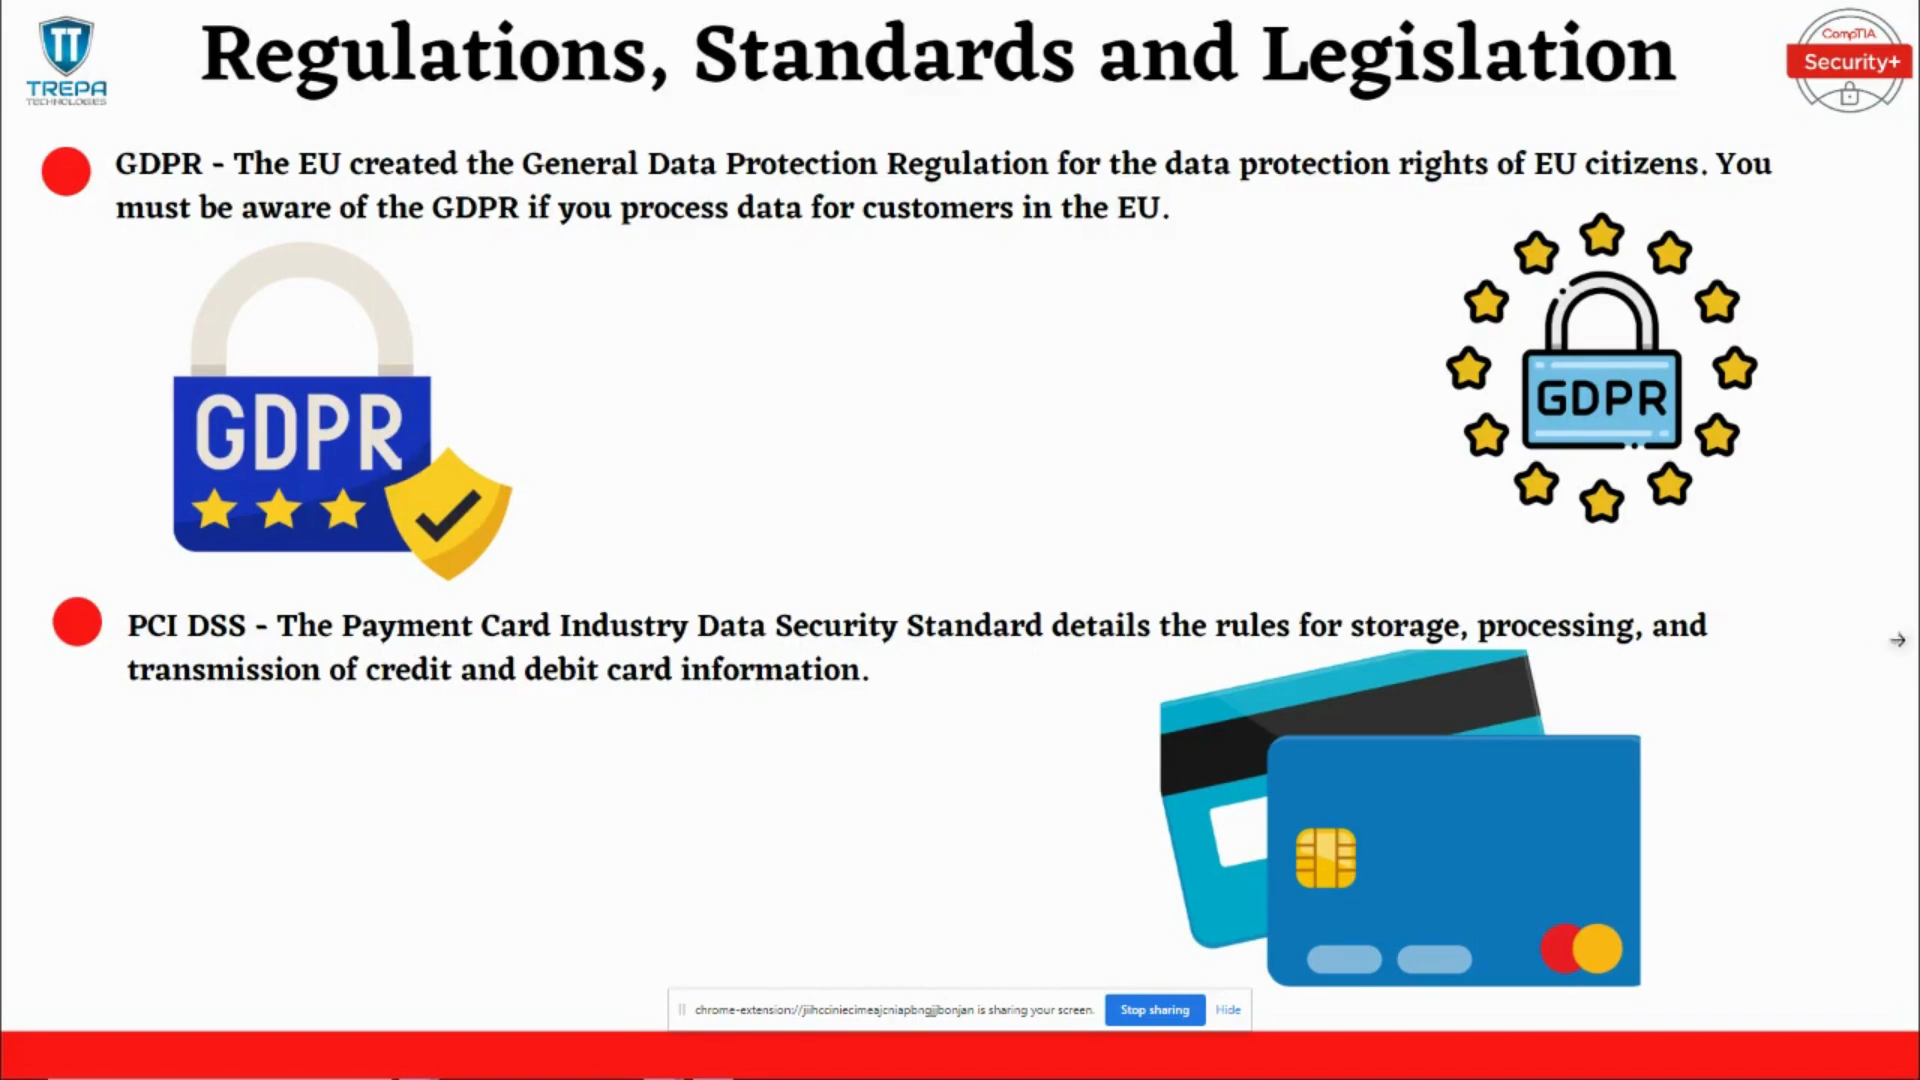 TREPA
TECHNOLOGIES
Regulations, Standards and Legislation
CompTIA
Security+
GDPR - The EU created the General Data Protection Regulation for the data protection rights of EU citizens. You
must be aware of the GDPR if you process data for customers in the EU.
GDPR
GDPR
PCI DSS - The Payment Card Industry Data Security Standard details the rules for storage, processing, and
transmission of credit and debit card information.
is sharing your screen.
Stop sharing
Hide